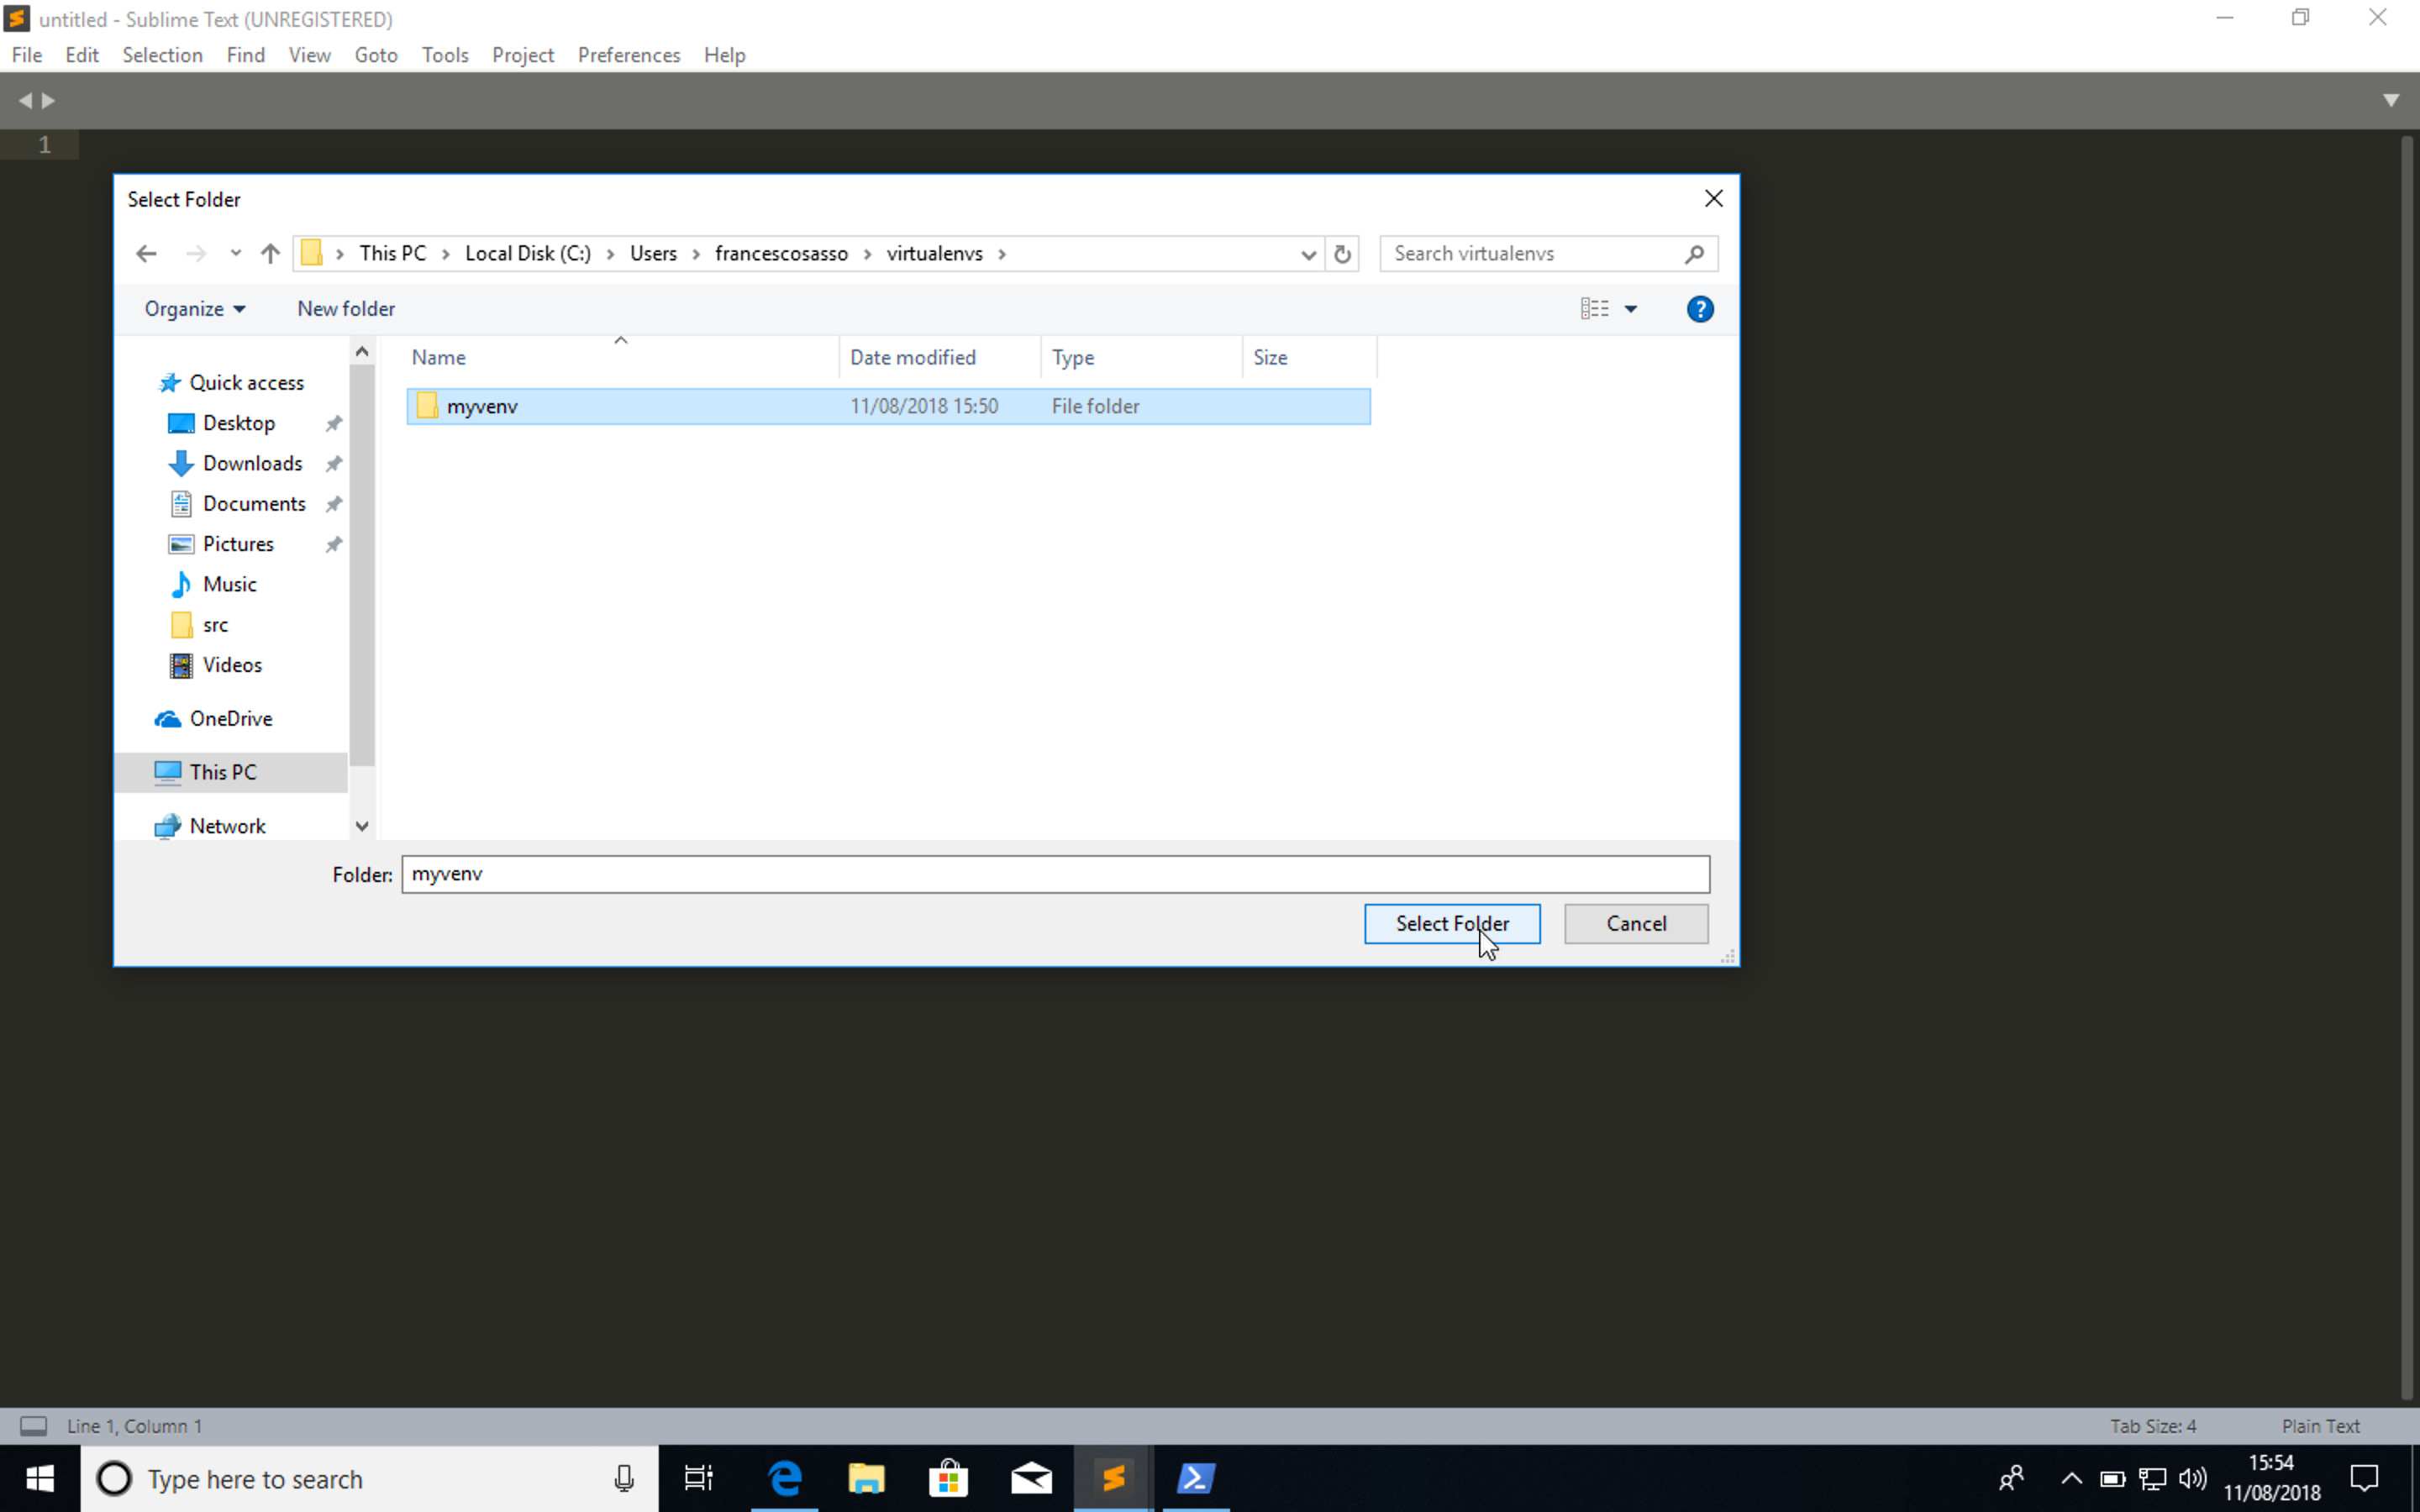 untitled - Sublime Text (UNREGISTERED)
File Edit Selection Find View Goto Tools Project Preferences Help
1
Select Folder
This PC › Local Disk (C:) › Users › francescosasso › virtualenvs ›
Search virtualenvs
Organize New folder
Name Date modified Type Size
myvenv 11/08/2018 15:50 File folder
Quick access
Desktop
Downloads
Documents
Pictures
Music
src
Videos
OneDrive
This PC
Network
Folder: myvenv
Select Folder Cancel
Line 1, Column 1 Tab Size: 4 Plain Text
Type here to search
15:54
11/08/2018